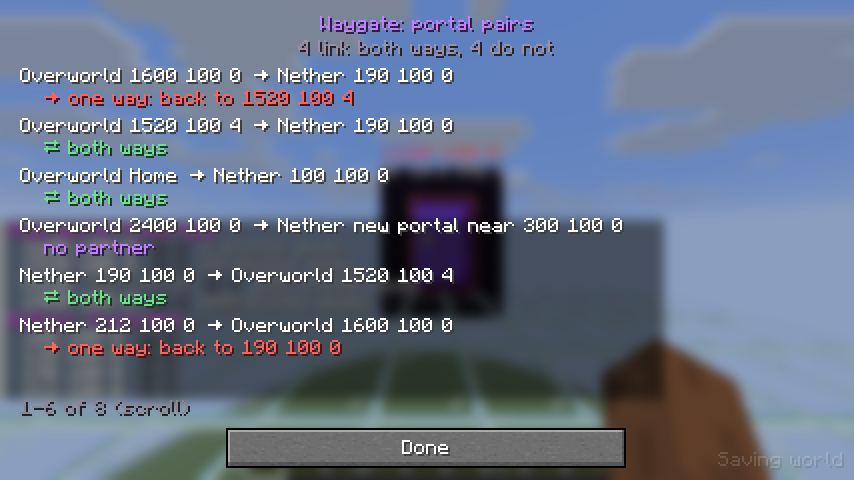 Waygate: portal pairs
4 link both ways, 4 do not
Overworld 1600 100 0 → Nether 190 100 0
→ one way: back to 1520 100 4
Overworld 1520 100 4 → Nether 190 100 0
⇄ both ways
Overworld Home → Nether 100 100 0
⇄ both ways
Overworld 2400 100 0 → Nether new portal near 300 100 0
no partner
Nether 190 100 0 → Overworld 1520 100 4
⇄ both ways
Nether 212 100 0 → Overworld 1600 100 0
→ one way: back to 190 100 0
1-6 of 8 (scroll)
Done
Saving world